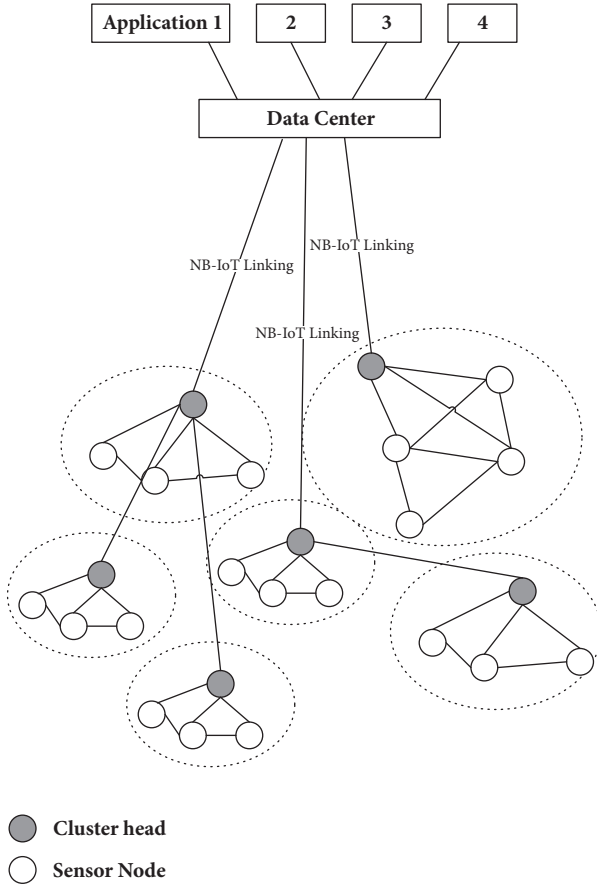 Application 1
2
3
4
Data Center
NB-IoT Linking
NB-IoT Linking
NB-IoT Linking
Cluster head
Sensor Node